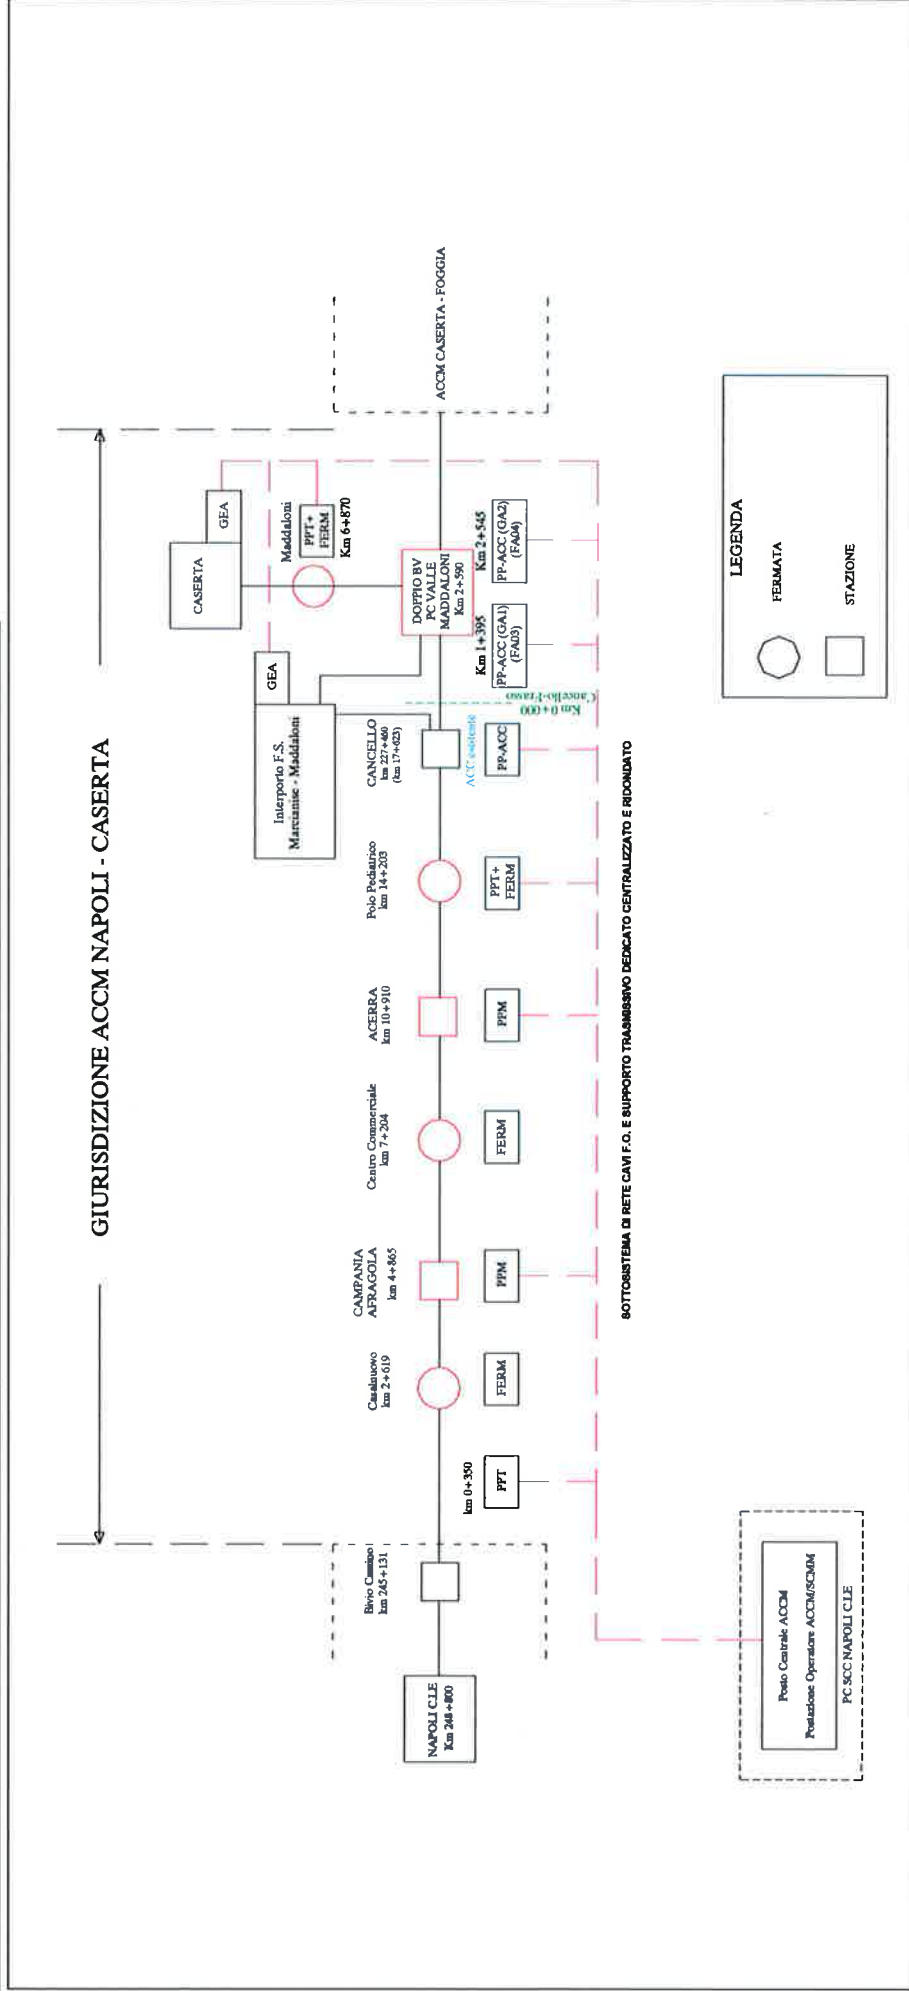 GIURISDIZIONE ACCM NAPOLI - CASERTA
CASERTA
GEA
Maddaloni
PPT+
FERM
Km 6+870
Interporto F.S.
Marcianise - Maddaloni
GEA
NAPOLI C.LE
Km 248+800
Bivio Casoria
km 245+131
km 0+350
PPT
Casalnuovo
km 2+619
FERM
CAMPANIA
AFRAGOLA
km 4+865
PPM
Centro Commerciale
km 7+204
FERM
ACERRA
km 10+910
PPM
Polo Pediatrico
km 14+203
PPT+
FERM
CANCELLO
km 227+460
(km 17+623)
ACC esistente
PP-ACC
Km 0+000
Cancello-Frasso
Km 1+395
PP-ACC (GA1)
(FA03)
DOPPIO BV
PC VALLE
MADDALONI
Km 2+590
Km 2+545
PP-ACC (GA2)
(FA04)
ACCM CASERTA - FOGGIA
SOTTOSISTEMA DI RETE CAVI F.O. E SUPPORTO TRASMISSIVO DEDICATO CENTRALIZZATO E RIDONDATO
Posto Centrale ACCM
Postazione Operatore ACCM/SCMM
PC SCC NAPOLI C.LE
LEGENDA
FERMATA
STAZIONE